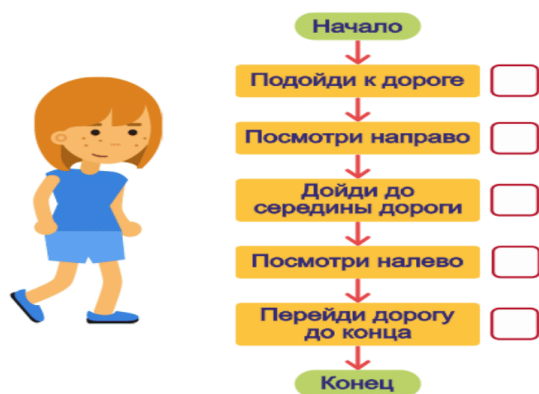 Начало
Подойди к дороге
Посмотри направо
Дойди до
середины дороги
Посмотри налево
Перейди дорогу
до конца
Конец